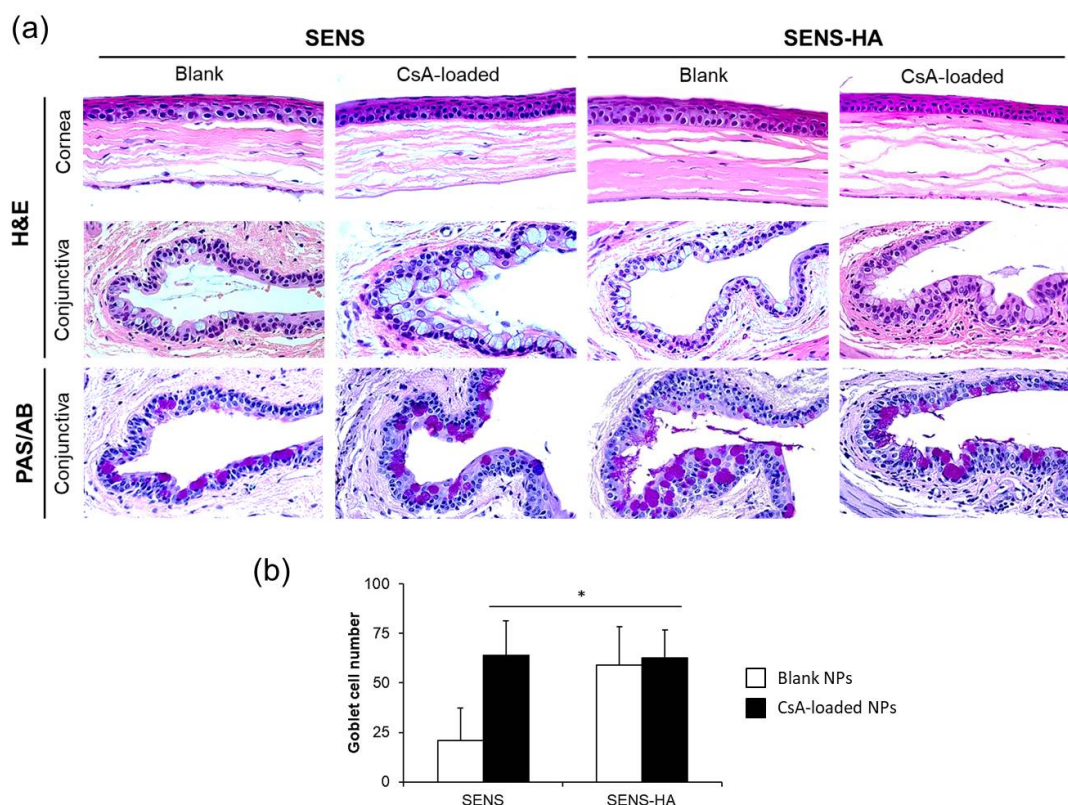 (a)
SENS
SENS-HA
Blank
CsA-loaded
Blank
CsA-loaded
H&E
Cornea
Conjunctiva
PAS/AB
Conjunctiva
(b)
100
75
50
25
0
Goblet cell number
*
SENS
SENS-HA
Blank NPs
CsA-loaded NPs